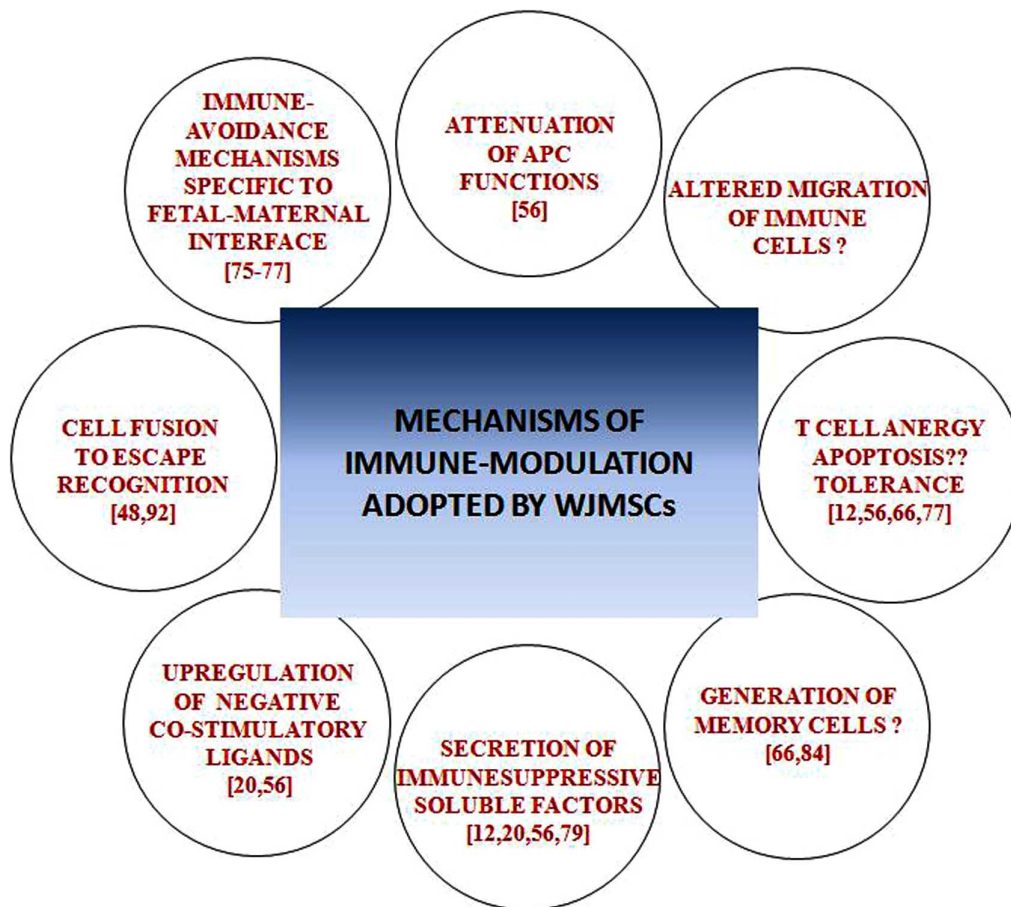 IMMUNE-
AVOIDANCE
MECHANISMS
SPECIFIC TO
FETAL-MATERNAL
INTERFACE
[75-77]
ATTENUATION
OF APC
FUNCTIONS
[56]
ALTERED MIGRATION
OF IMMUNE
CELLS ?
CELL FUSION
TO ESCAPE
RECOGNITION
[48,92]
MECHANISMS OF
IMMUNE-MODULATION
ADOPTED BY WJMSCs
T CELL ANERGY
APOPTOSIS??
TOLERANCE
[12,56,66,77]
UPREGULATION
OF NEGATIVE
CO-STIMULATORY
LIGANDS
[20,56]
SECRETION OF
IMMUNESUPPRESSIVE
SOLUBLE FACTORS
[12,20,56,79]
GENERATION OF
MEMORY CELLS ?
[66,84]